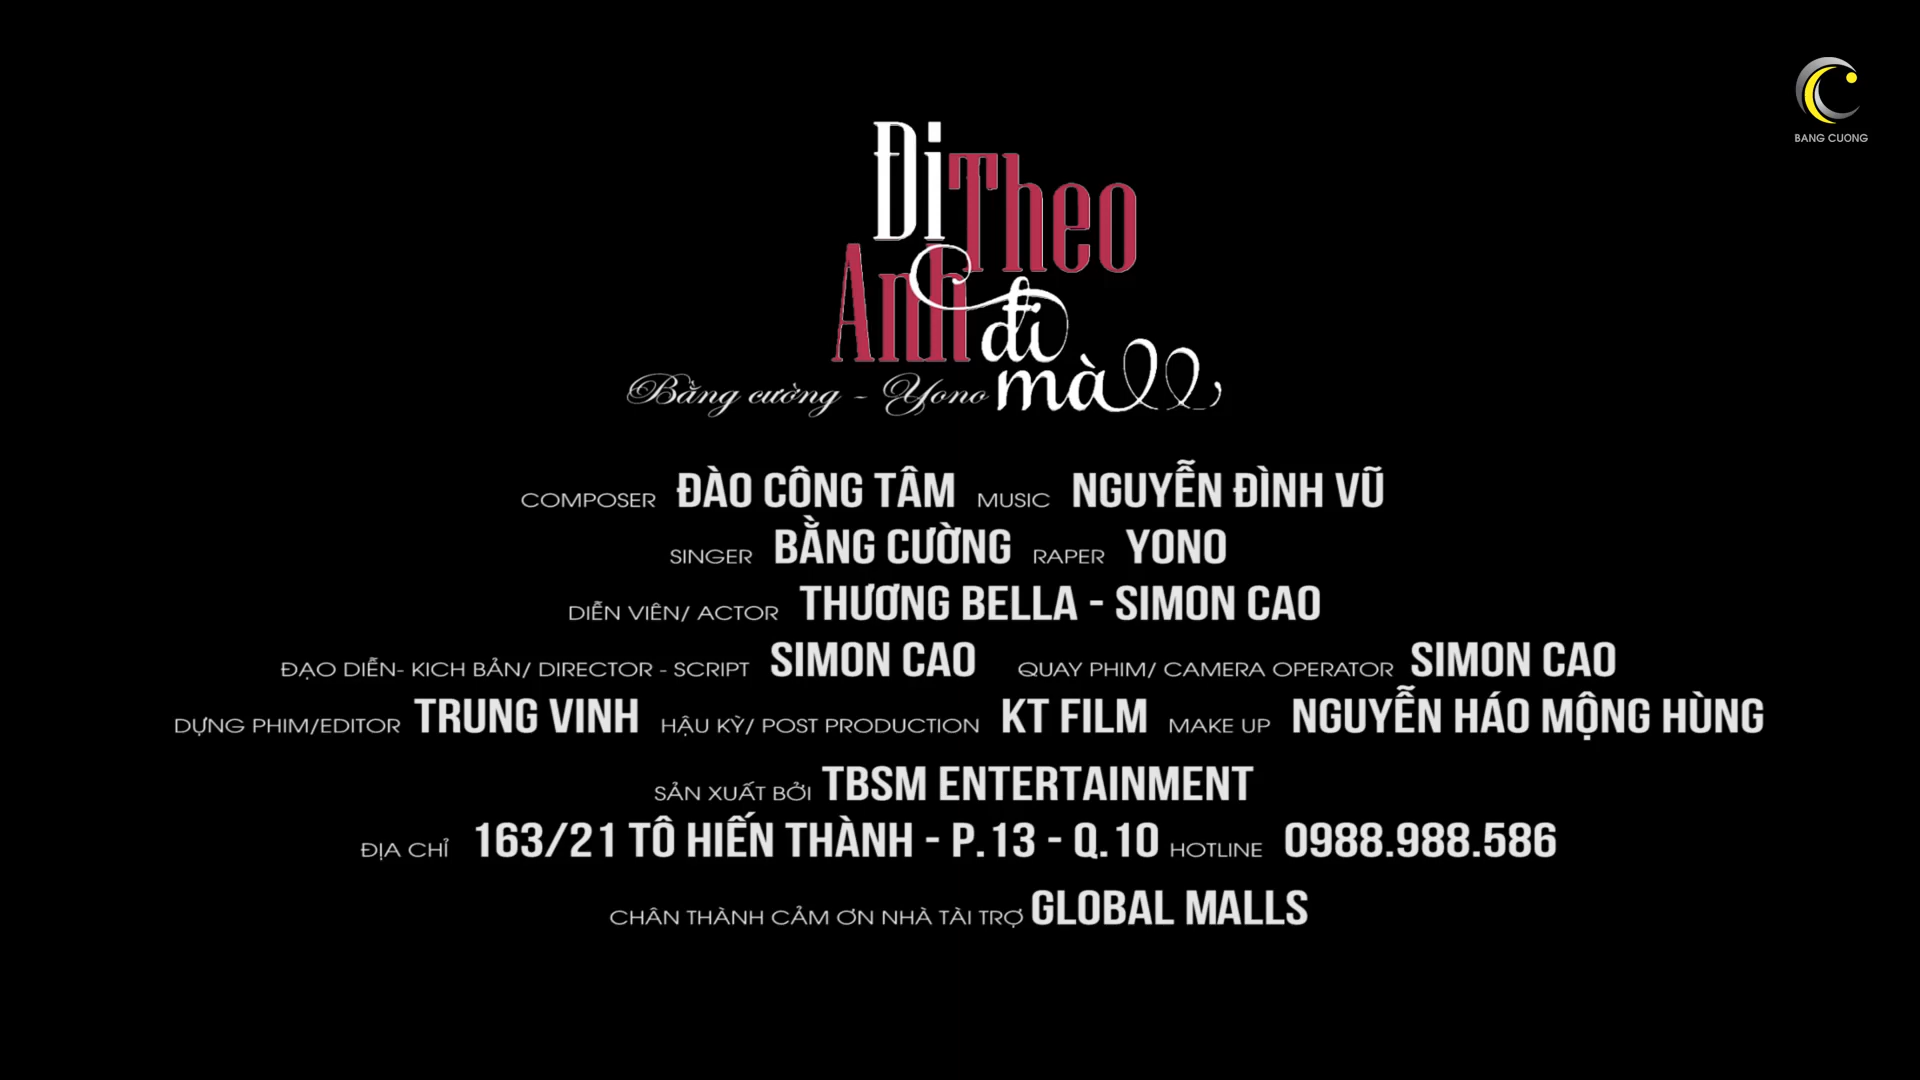 BANG CUONG
Đi Theo
Anh đi
mà
Bằng cường - Yono
COMPOSER ĐÀO CÔNG TÂM MUSIC NGUYỄN ĐÌNH VŨ
SINGER BẰNG CƯỜNG RAPER YONO
DIỄN VIÊN/ ACTOR THƯƠNG BELLA - SIMON CAO
ĐẠO DIỄN- KICH BẢN/ DIRECTOR - SCRIPT SIMON CAO QUAY PHIM/ CAMERA OPERATOR SIMON CAO
DỰNG PHIM/EDITOR TRUNG VINH HẬU KỲ/ POST PRODUCTION KT FILM MAKE UP NGUYỄN HÁO MỘNG HÙNG
SẢN XUẤT BỞI TBSM ENTERTAINMENT
ĐỊA CHỈ 163/21 TÔ HIẾN THÀNH - P.13 - Q.10 HOTLINE 0988.988.586
CHÂN THÀNH CẢM ƠN NHÀ TÀI TRỢ GLOBAL MALLS